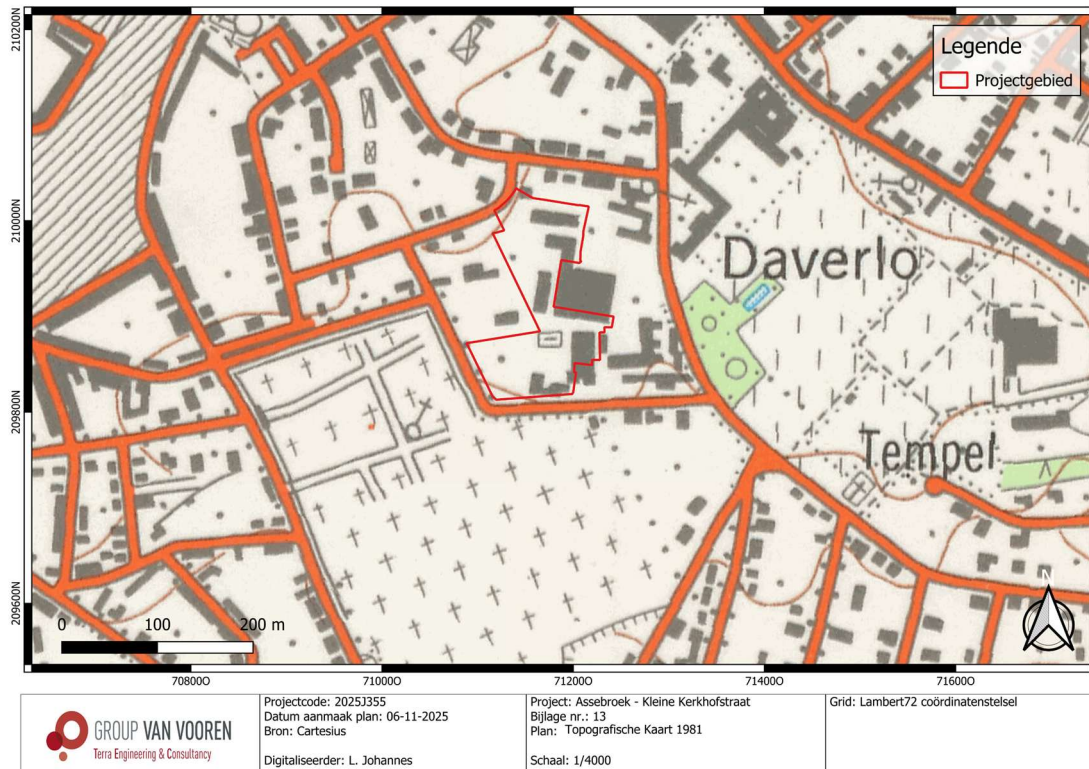 Legende
Projectgebied
Daverlo
Tempel
N
0 100 200 m
210200N
210000N
209800N
209600N
708000 710000 712000 714000 716000
GROUP VAN VOOREN
Terra Engineering & Consultancy
Projectcode: 2025J355
Datum aanmaak plan: 06-11-2025
Bron: Cartesius
Digitaliseerder: L. Johannes
Project: Assebroek - Kleine Kerkhofstraat
Bijlage nr.: 13
Plan: Topografische Kaart 1981
Schaal: 1/4000
Grid: Lambert72 coördinatenstelsel